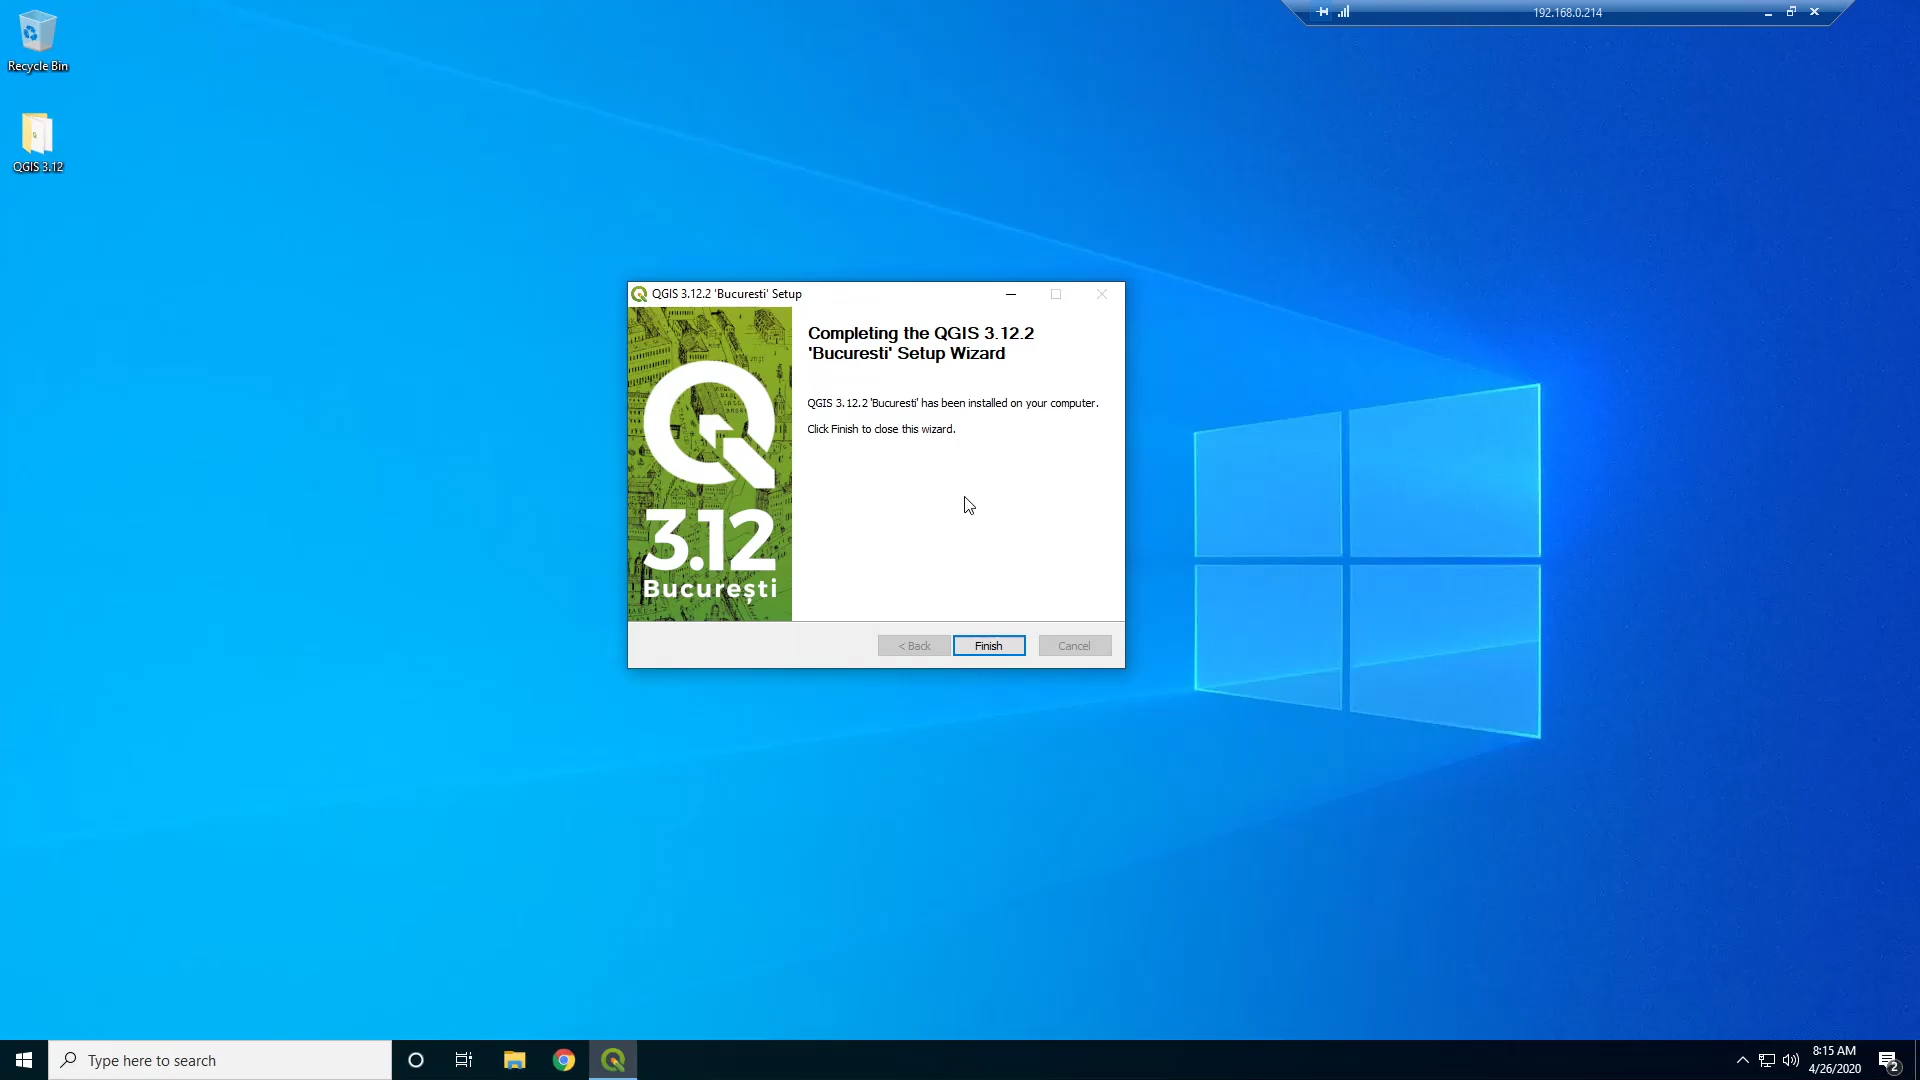 192.168.0.214
Recycle Bin
QGIS 3.12
QGIS 3.12.2 'Bucuresti' Setup
Completing the QGIS 3.12.2
'Bucuresti' Setup Wizard
QGIS 3.12.2 'Bucuresti' has been installed on your computer.
Click Finish to close this wizard.
3.12
București
< Back
Finish
Cancel
Type here to search
8:15 AM
4/26/2020
2